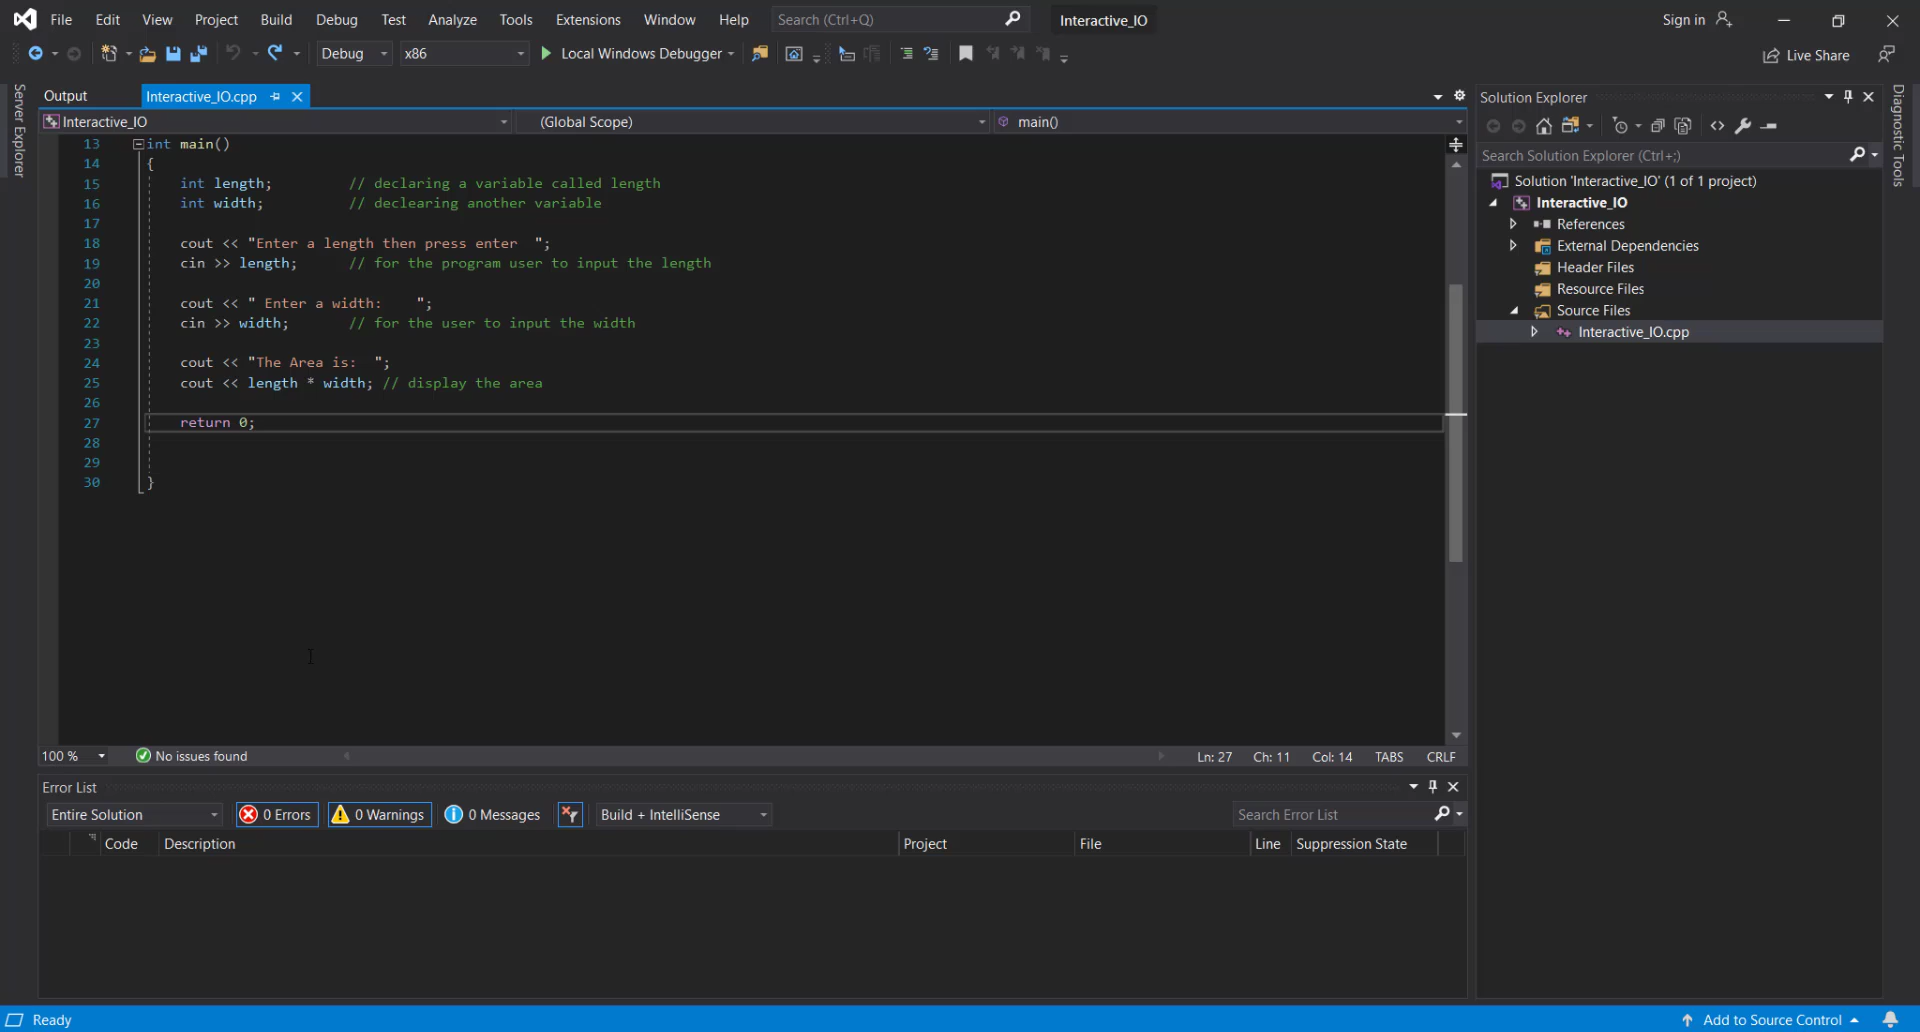 File Edit View Project Build Debug Test Analyze Tools Extensions Window Help Search (Ctrl+Q) Interactive_IO Sign in
Debug x86 Local Windows Debugger Live Share
Server Explorer
Output Interactive_IO.cpp
Interactive_IO (Global Scope) main()
13 int main()
14 {
15 int length; // declaring a variable called length
16 int width; // declearing another variable
17
18 cout << "Enter a length then press enter  ";
19 cin >> length; // for the program user to input the length
20
21 cout << " Enter a width:    ";
22 cin >> width; // for the user to input the width
23
24 cout << "The Area is:  ";
25 cout << length * width; // display the area
26
27 return 0;
28
29
30 }
100 % No issues found Ln: 27 Ch: 11 Col: 14 TABS CRLF
Error List
Entire Solution 0 Errors 0 Warnings 0 Messages Build + IntelliSense Search Error List
Code Description Project File Line Suppression State
Solution Explorer
Search Solution Explorer (Ctrl+;)
Solution 'Interactive_IO' (1 of 1 project)
Interactive_IO
References
External Dependencies
Header Files
Resource Files
Source Files
Interactive_IO.cpp
Diagnostic Tools
Ready Add to Source Control